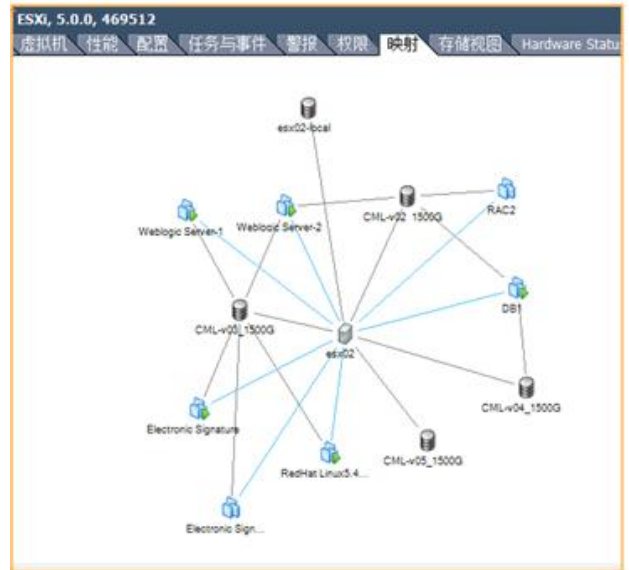 ESXi, 5.0.0, 469512
虚拟机 性能 配置 任务与事件 警报 权限 映射 存储视图 Hardware Statu
esx02-local
RAC2
CML-v02_1500G
Weblogic Server-1
Weblogic Server-2
DB1
CML-v03_1500G
esx02
CML-v04_1500G
Electronic Signature
CML-v05_1500G
RedHat Linux5.4...
Electronic Sign...